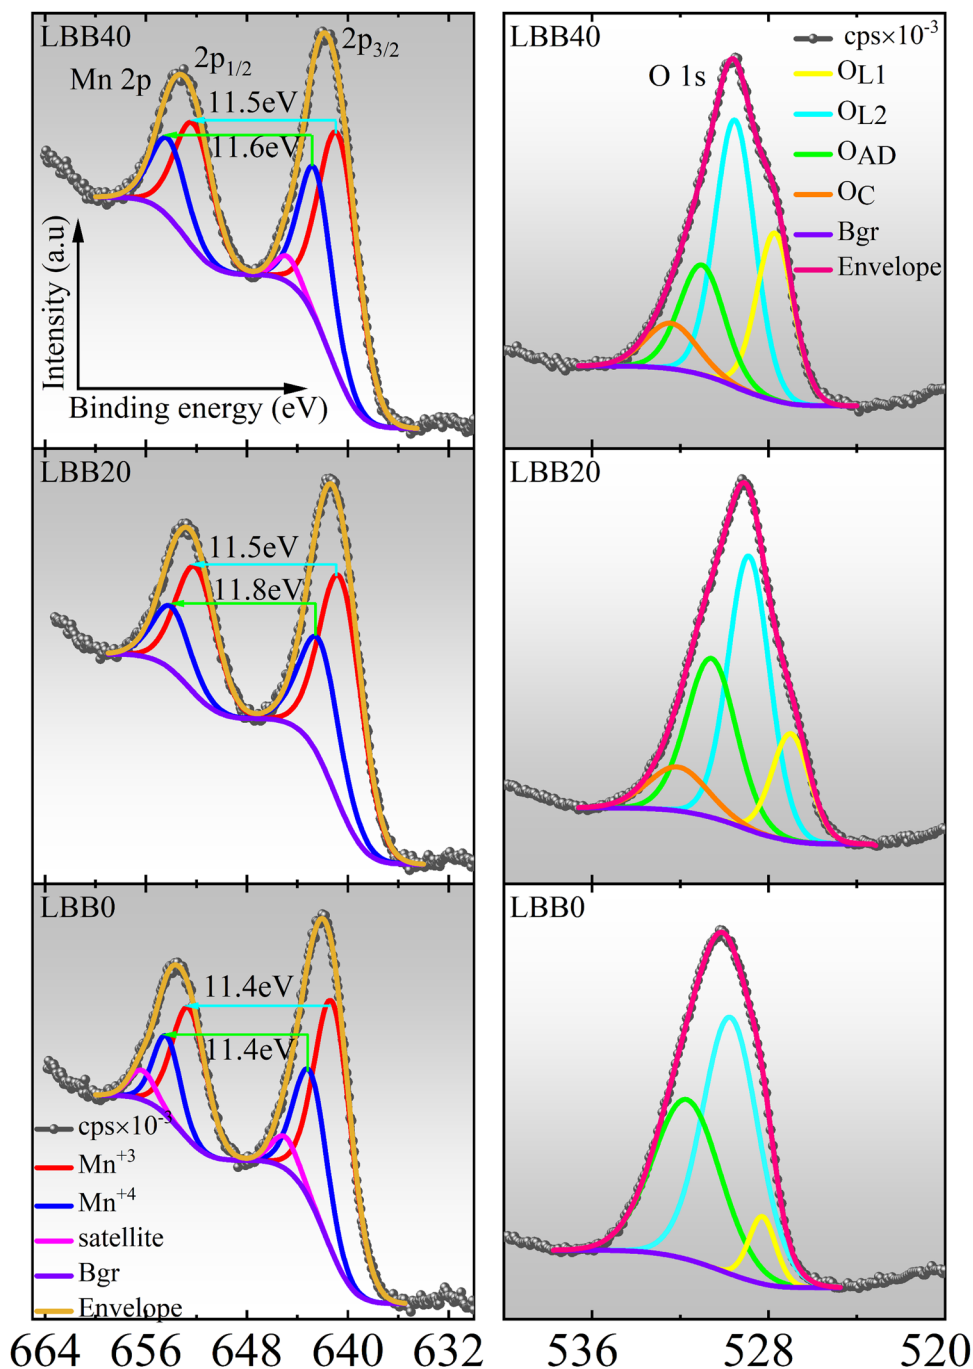 LBB40
Mn 2p
2p1/2
2p3/2
11.5eV
11.6eV
Intensity (a.u)
Binding energy (eV)
LBB20
11.5eV
11.8eV
LBB0
11.4eV
11.4eV
cps×10-3
Mn+3
Mn+4
satellite
Bgr
Envelope
664 656 648 640 632
LBB40
O 1s
cps×10-3
OL1
OL2
OAD
OC
Bgr
Envelope
LBB20
LBB0
536 528 520